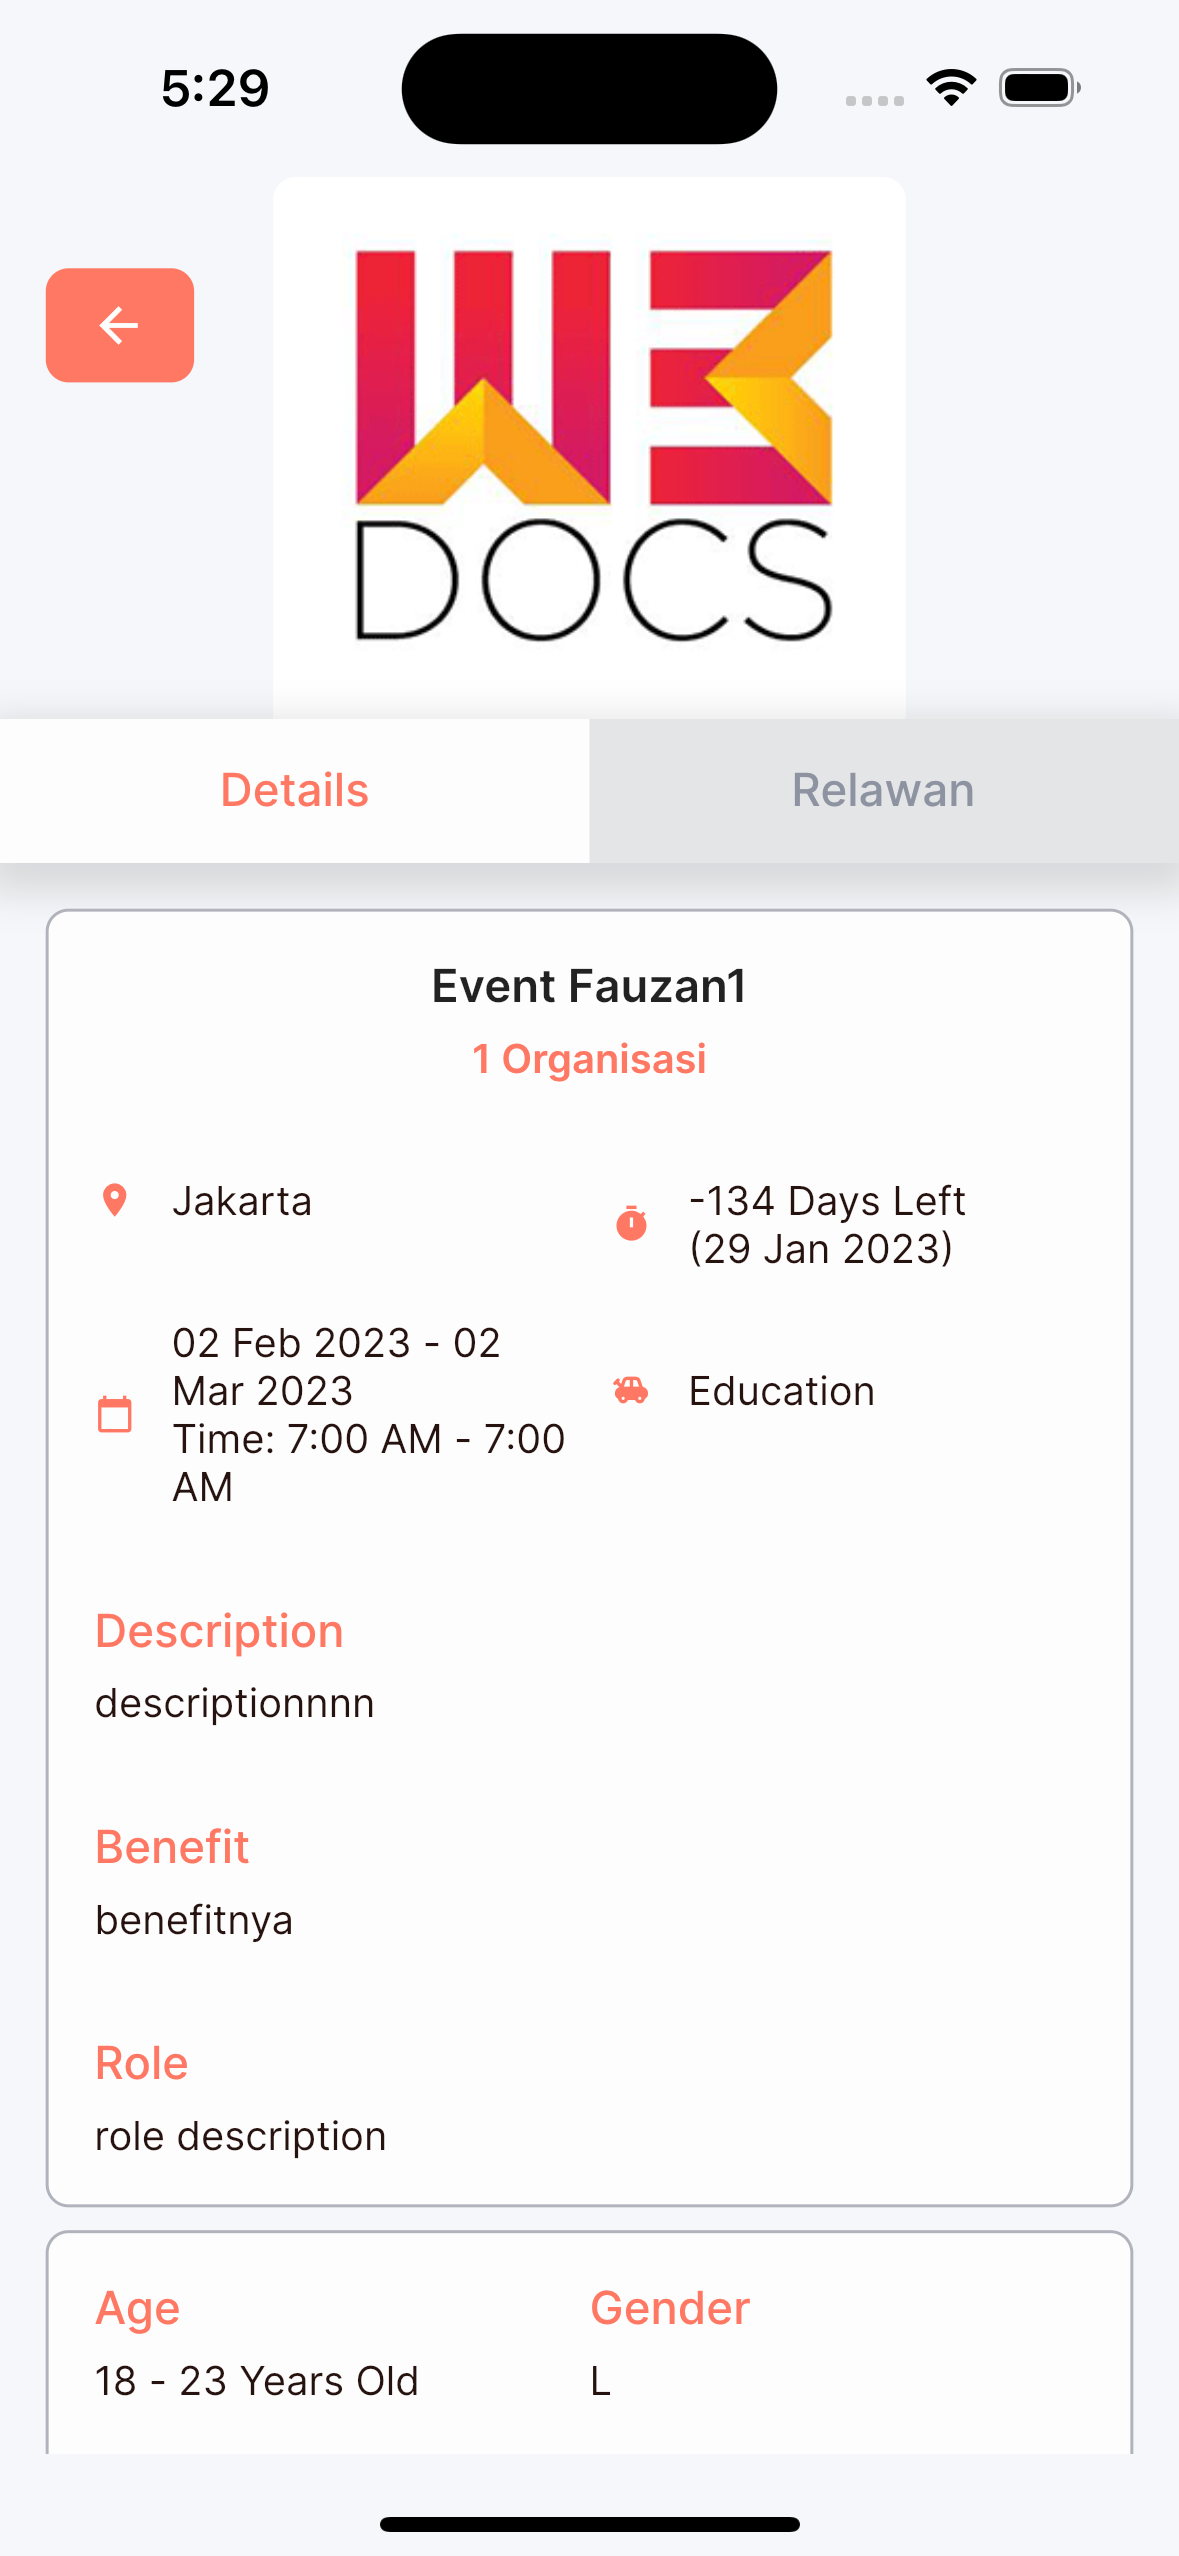 5:29
WE
DOCS
Details
Relawan
Event Fauzan1
1 Organisasi
Jakarta
-134 Days Left
(29 Jan 2023)
02 Feb 2023 - 02
Mar 2023
Time: 7:00 AM - 7:00
AM
Education
Description
descriptionnnn
Benefit
benefitnya
Role
role description
Age
Gender
18 - 23 Years Old
L